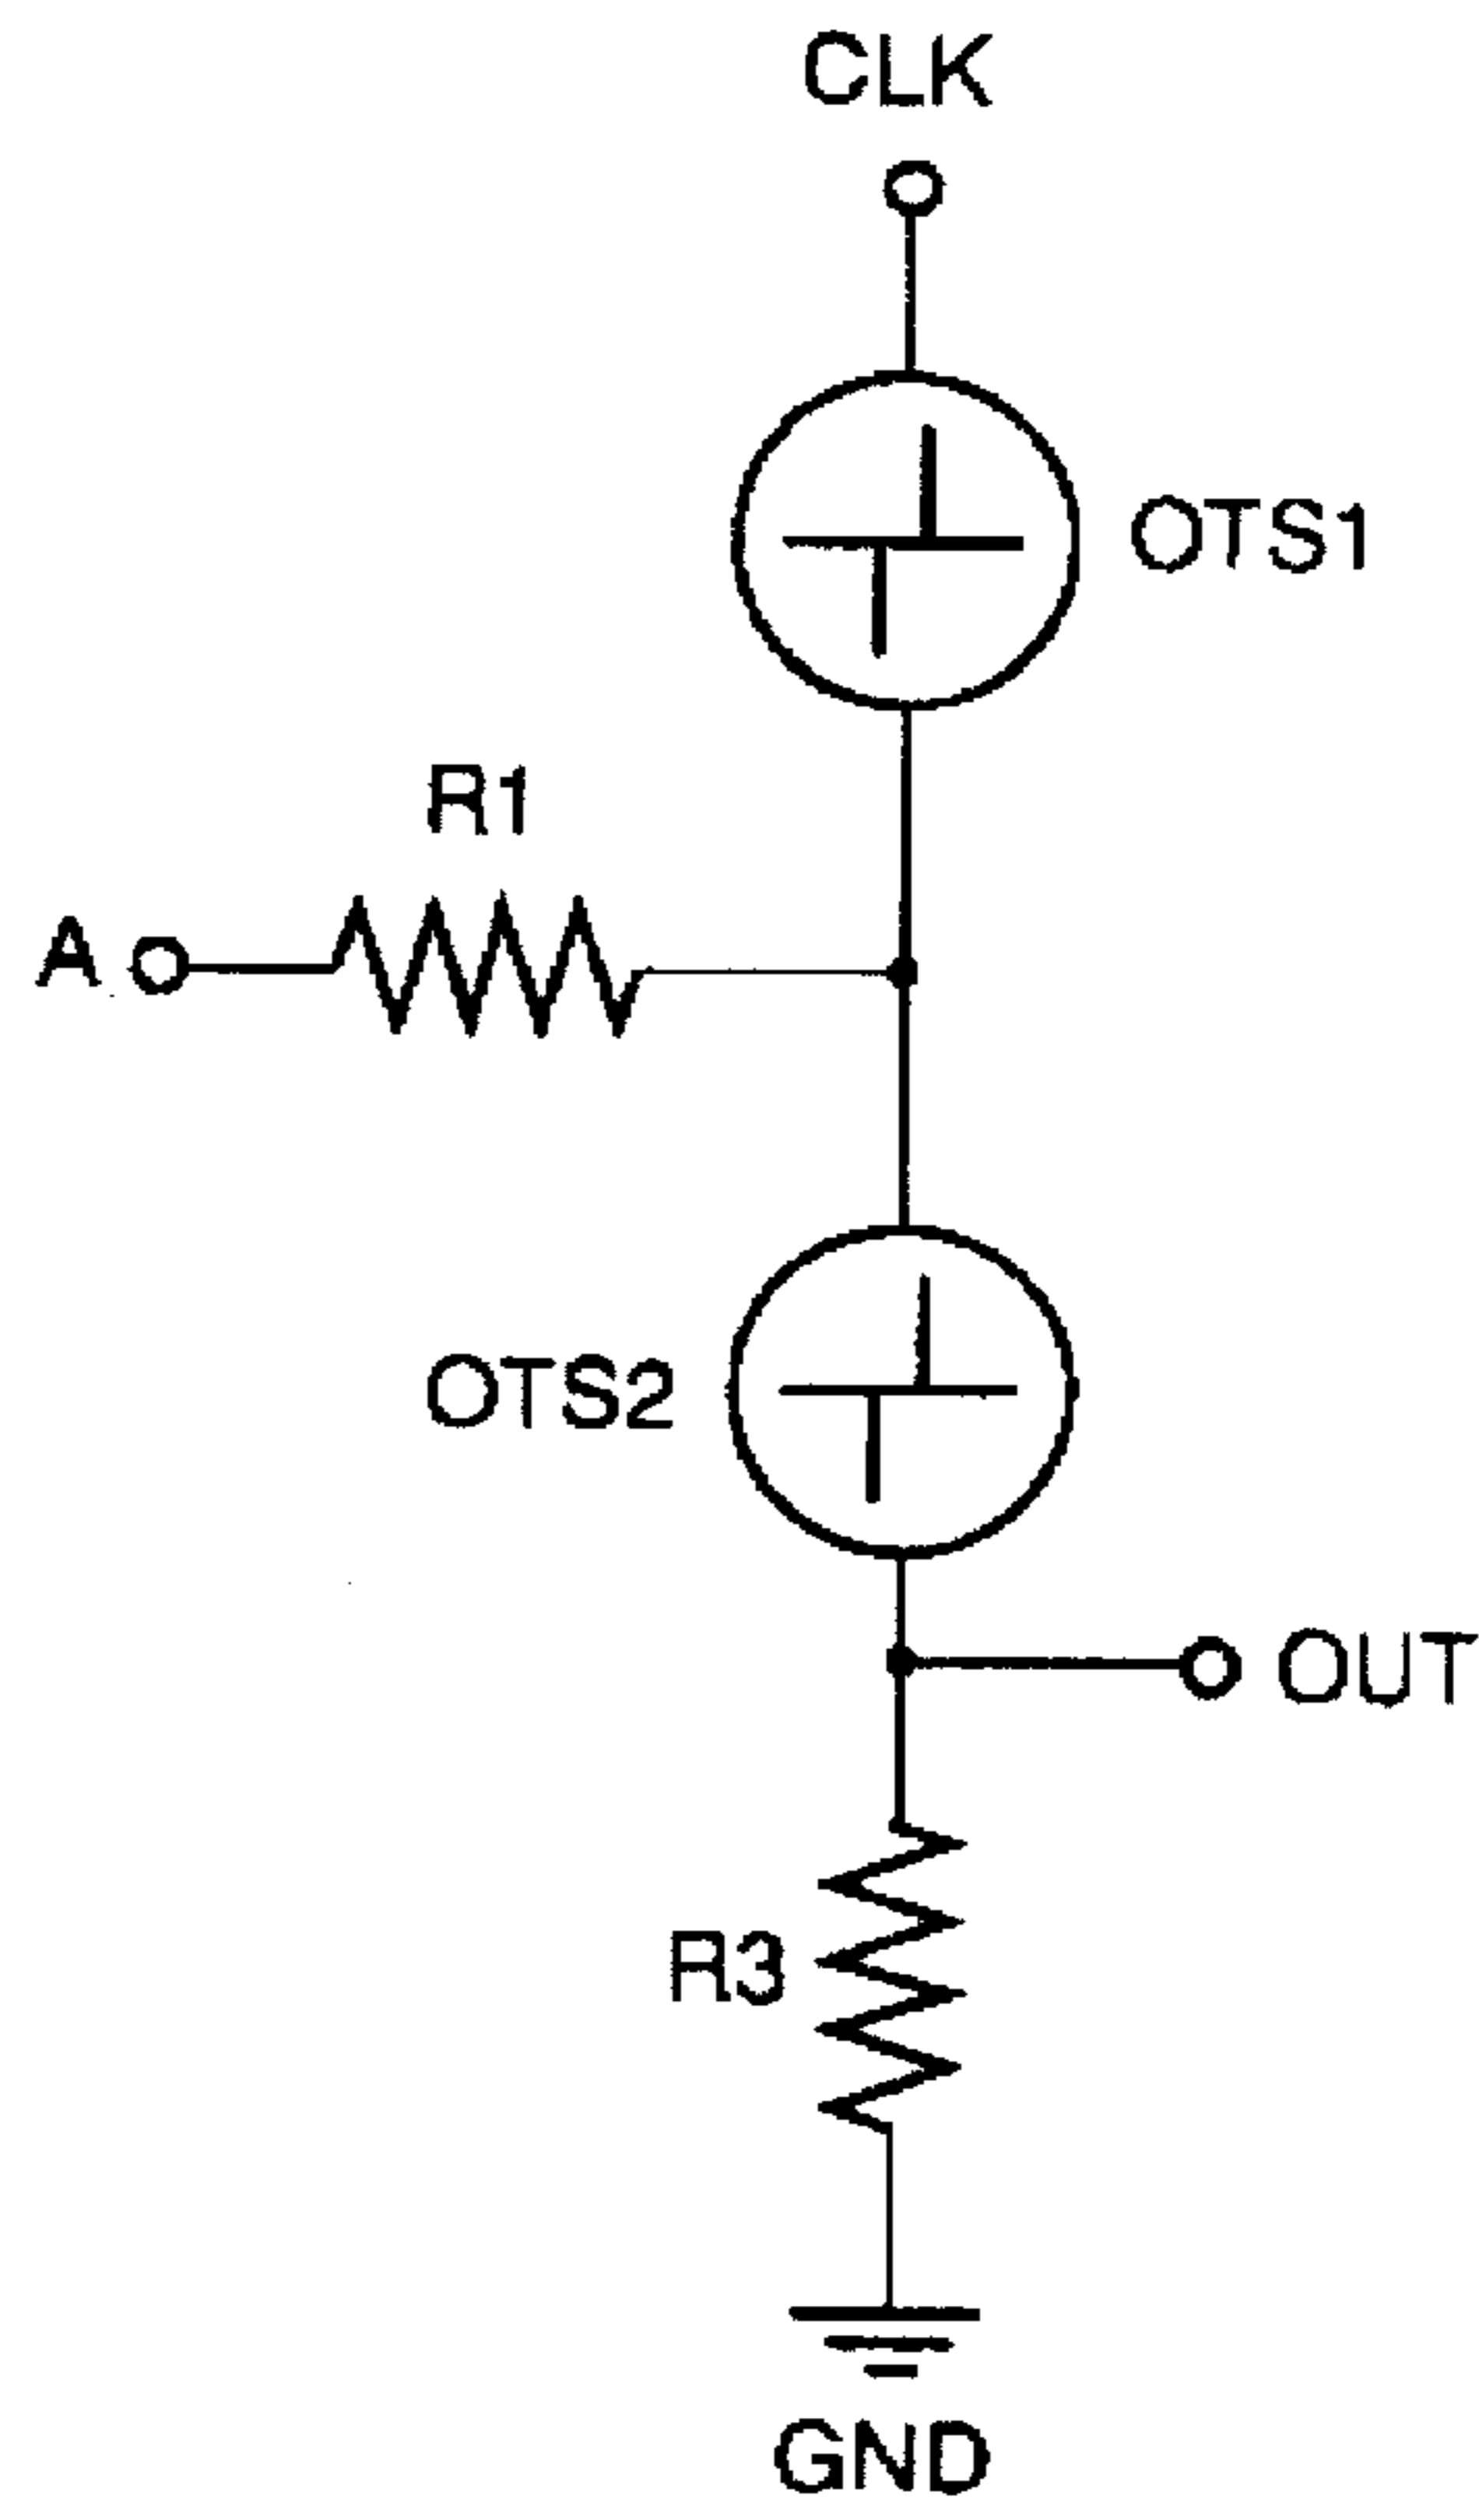 CLK
OTS1
R1
A
OTS2
OUT
R3
GND